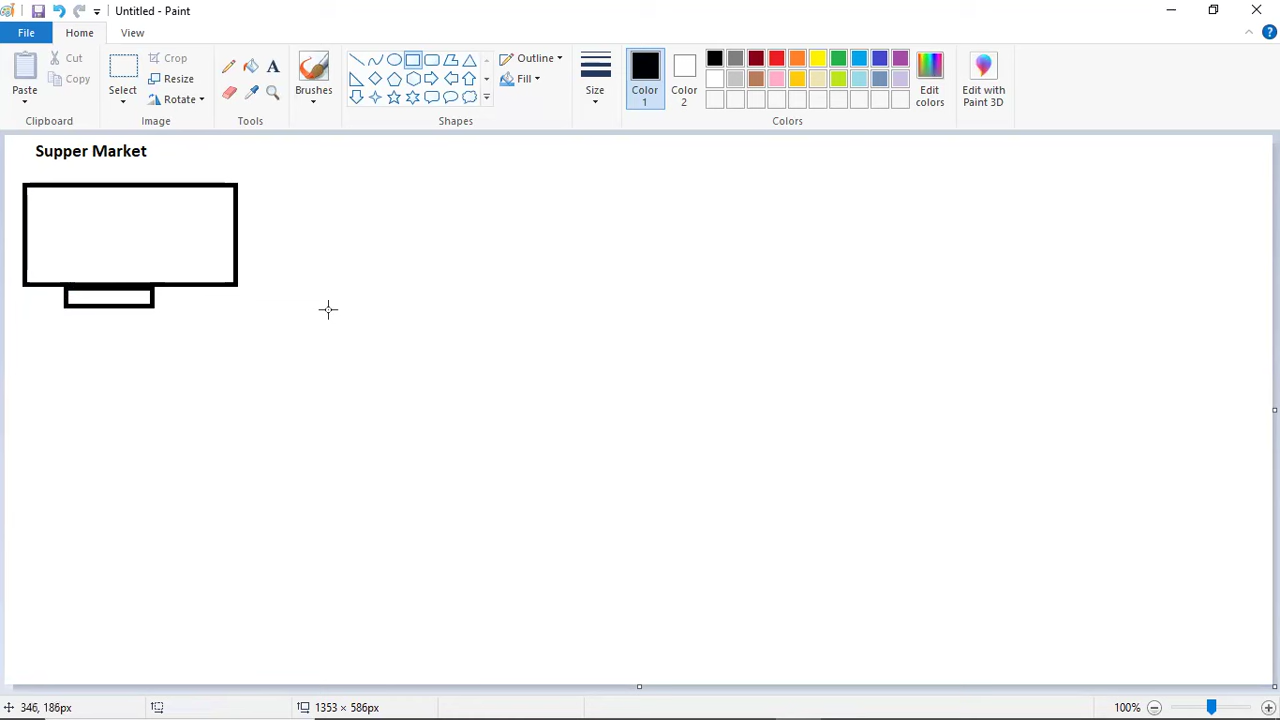 Untitled - Paint
File Home View
Paste
Cut
Copy
Clipboard
Select
Crop
Resize
Rotate
Image
A
Tools
Brushes
Outline
Fill
Shapes
Size
Color 1
Color 2
Edit colors
Colors
Edit with Paint 3D
Supper Market
346, 186px
1353 × 586px
100%